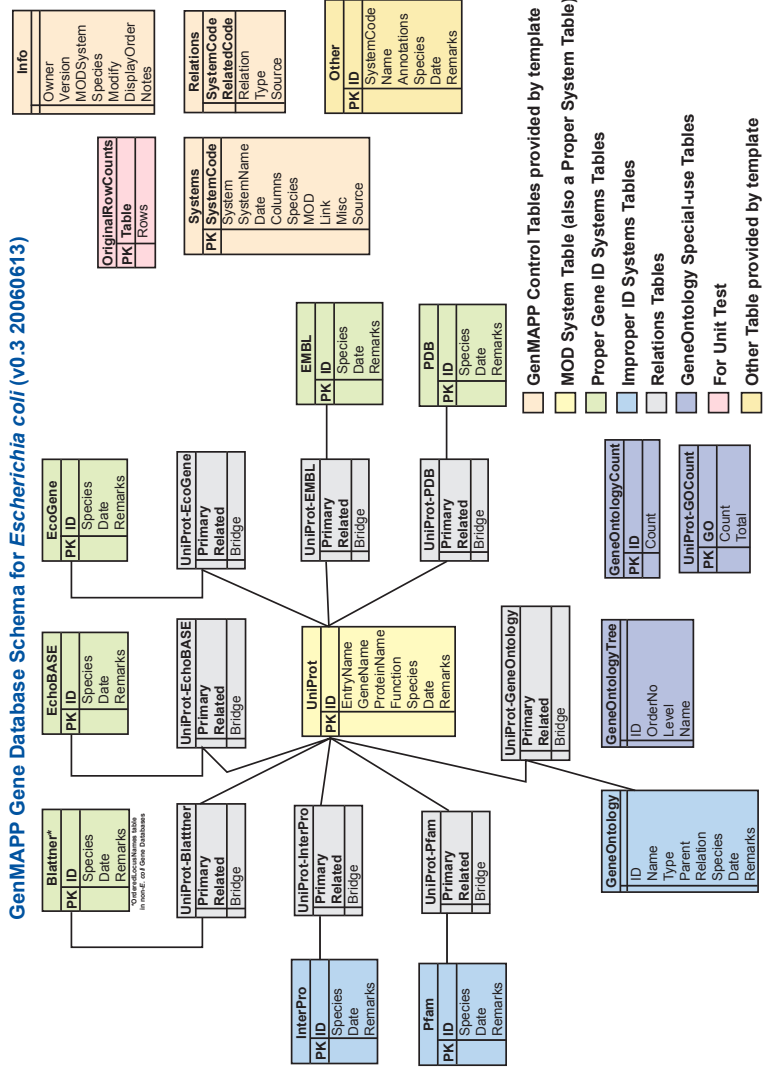 GenMAPP Gene Database Schema for Escherichia coli (v0.3 20060613)
Blattner*
PK ID
Species
Date
Remarks
*OrderedLocusNames table
in non-E. coli Gene Databases
EchoBASE
PK ID
Species
Date
Remarks
EcoGene
PK ID
Species
Date
Remarks
OriginalRowCounts
PK Table
Rows
Info
Owner
Version
MODSystem
Species
Modify
DisplayOrder
Notes
UniProt-Blatttner
Primary
Related
Bridge
UniProt-EchoBASE
Primary
Related
Bridge
UniProt-EcoGene
Primary
Related
Bridge
Systems
PK SystemCode
System
SystemName
Date
Columns
Species
MOD
Link
Misc
Source
Relations
SystemCode
RelatedCode
Relation
Type
Source
InterPro
PK ID
Species
Date
Remarks
UniProt-InterPro
Primary
Related
Bridge
UniProt
PK ID
EntryName
GeneName
ProteinName
Function
Species
Date
Remarks
UniProt-EMBL
Primary
Related
Bridge
EMBL
PK ID
Species
Date
Remarks
Other
PK ID
SystemCode
Name
Annotations
Species
Date
Remarks
Pfam
PK ID
Species
Date
Remarks
UniProt-Pfam
Primary
Related
Bridge
UniProt-PDB
Primary
Related
Bridge
PDB
PK ID
Species
Date
Remarks
UniProt-GeneOntology
Primary
Related
Bridge
GeneOntology
ID
Name
Type
Parent
Relation
Species
Date
Remarks
GeneOntologyTree
ID
OrderNo
Level
Name
GeneOntologyCount
PK ID
Count
UniProt-GOCount
PK GO
Count
Total
GenMAPP Control Tables provided by template
MOD System Table (also a Proper System Table)
Proper Gene ID Systems Tables
Improper ID Systems Tables
Relations Tables
GeneOntology Special-use Tables
For Unit Test
Other Table provided by template